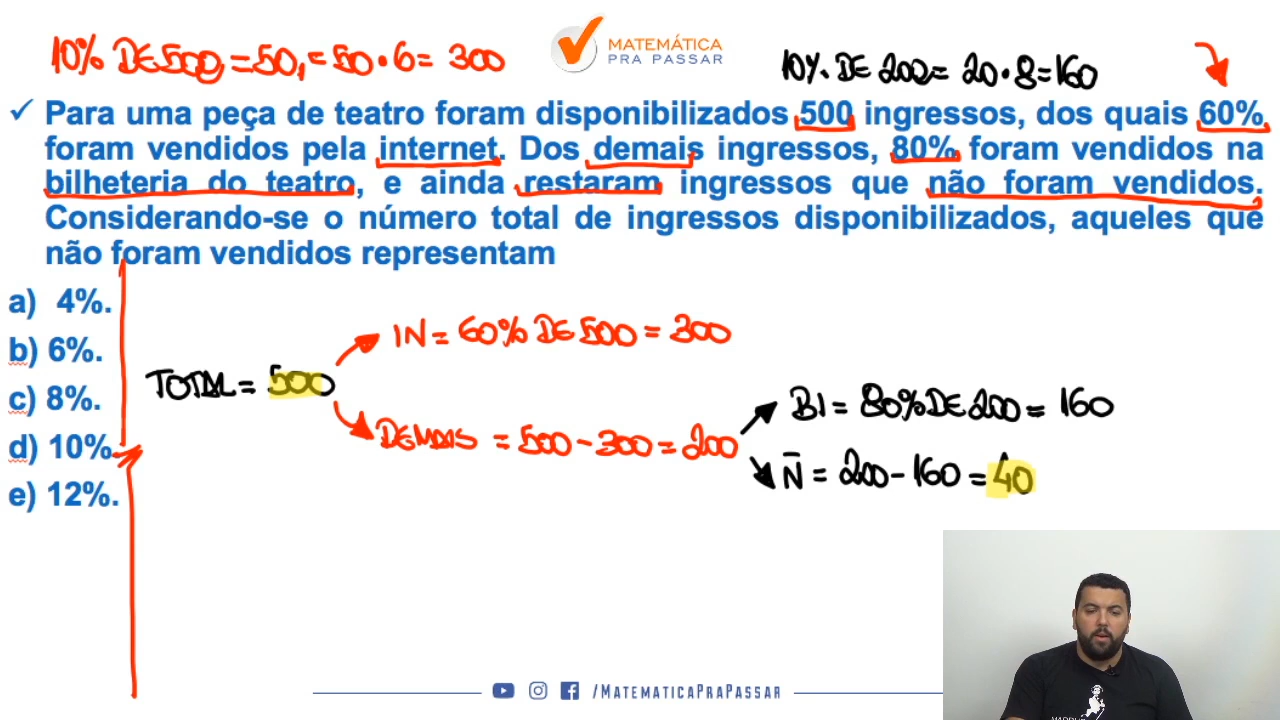 10% DE 500 = 50 = 50 • 6 = 300
MATEMÁTICA
PRA PASSAR
10% DE 200 = 20 • 8 = 160
✓ Para uma peça de teatro foram disponibilizados 500 ingressos, dos quais 60%
foram vendidos pela internet. Dos demais ingressos, 80% foram vendidos na
bilheteria do teatro, e ainda restaram ingressos que não foram vendidos.
Considerando-se o número total de ingressos disponibilizados, aqueles que
não foram vendidos representam
a) 4%.
b) 6%.
c) 8%.
d) 10%.
e) 12%.
IN = 60% DE 500 = 300
TOTAL = 500
DEMAIS = 500 - 300 = 200
BI = 80% DE 200 = 160
N̄ = 200 - 160 = 40
/MATEMATICAPRAPASSAR